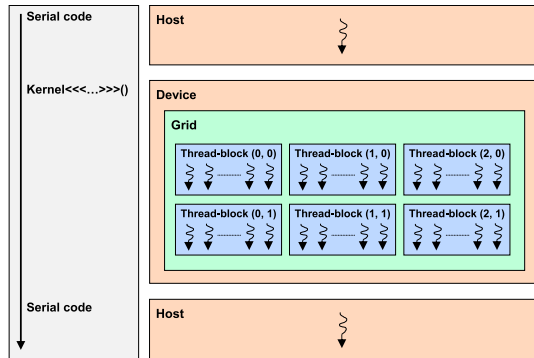 Serial code
Host
Kernel<<<...>>>()
Device
Grid
Thread-block (0, 0)
Thread-block (1, 0)
Thread-block (2, 0)
Thread-block (0, 1)
Thread-block (1, 1)
Thread-block (2, 1)
Serial code
Host